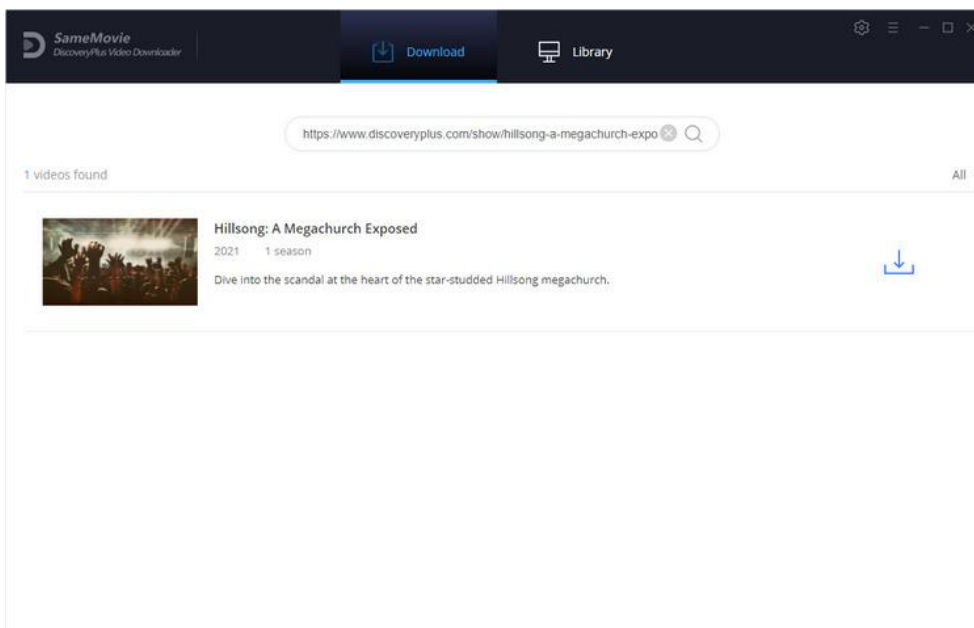 SameMovie
DiscoveryPlus Video Downloader
Download
Library
https://www.discoveryplus.com/show/hillsong-a-megachurch-expo
1 videos found
All
Hillsong: A Megachurch Exposed
2021 1 season
Dive into the scandal at the heart of the star-studded Hillsong megachurch.